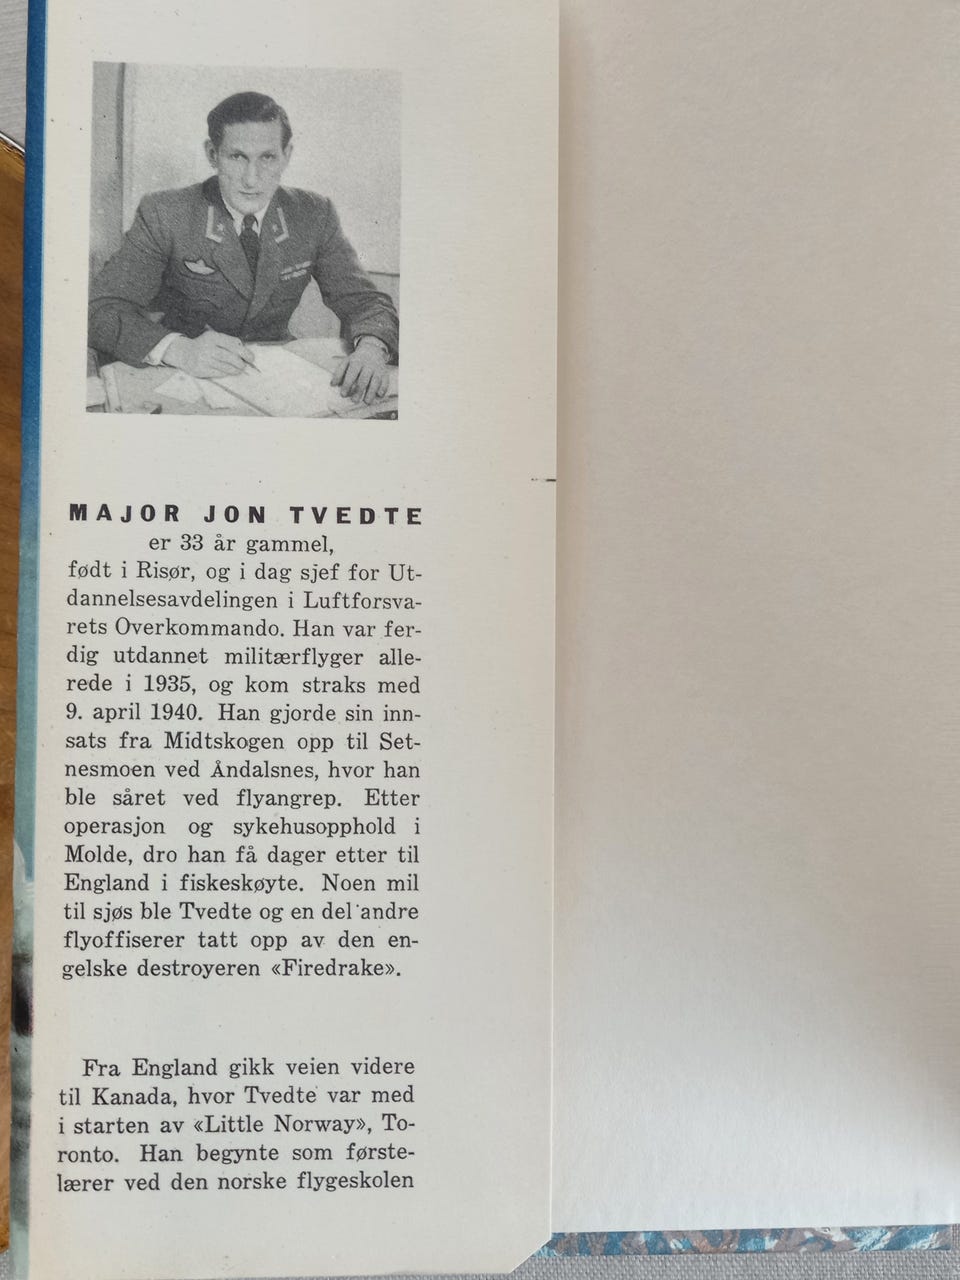 MAJOR JON TVEDTE
er 33 år gammel,
født i Risør, og i dag sjef for Ut-
dannelsesavdelingen i Luftforsva-
rets Overkommando. Han var fer-
dig utdannet militærflyger alle-
rede i 1935, og kom straks med
9. april 1940. Han gjorde sin inn-
sats fra Midtskogen opp til Set-
nesmoen ved Åndalsnes, hvor han
ble såret ved flyangrep. Etter
operasjon og sykehusopphold i
Molde, dro han få dager etter til
England i fiskeskøyte. Noen mil
til sjøs ble Tvedte og en del andre
flyoffiserer tatt opp av den en-
gelske destroyeren «Firedrake».
Fra England gikk veien videre
til Kanada, hvor Tvedte var med
i starten av «Little Norway», To-
ronto. Han begynte som første-
lærer ved den norske flygeskolen